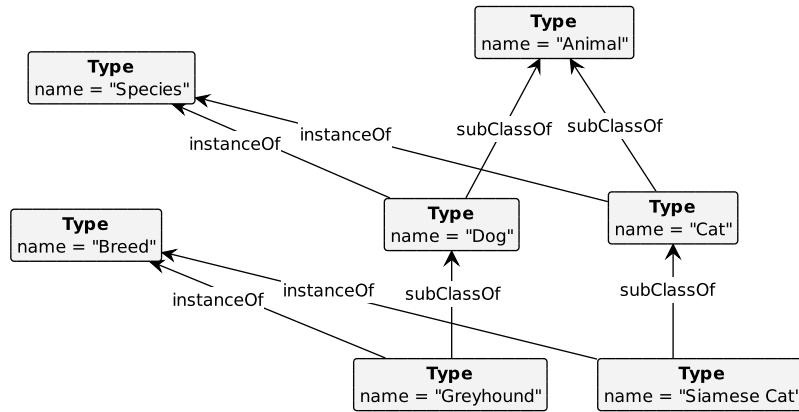 Type
name = "Animal"
Type
name = "Species"
subClassOf
subClassOf
instanceOf
instanceOf
Type
name = "Dog"
Type
name = "Cat"
Type
name = "Breed"
instanceOf
instanceOf
subClassOf
subClassOf
Type
name = "Greyhound"
Type
name = "Siamese Cat"